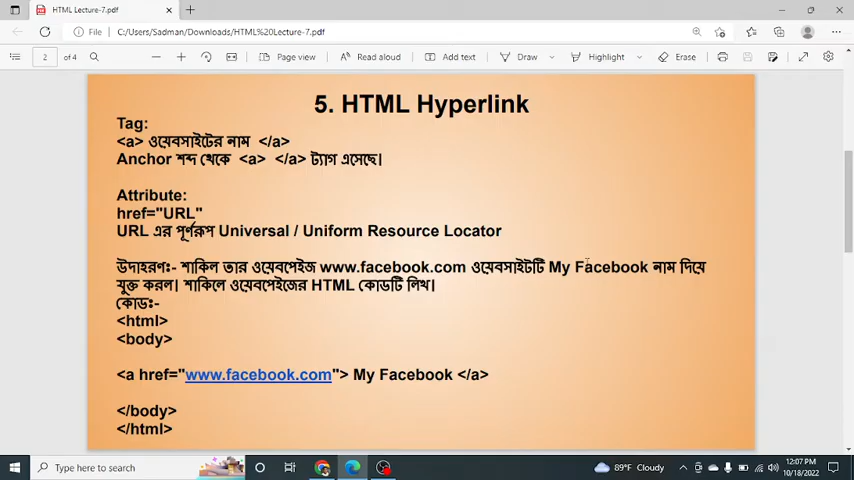 HTML Lecture-7.pdf
File C:/Users/Sadman/Downloads/HTML%20Lecture-7.pdf
2 of 4 Page view Read aloud Add text Draw Highlight Erase
5. HTML Hyperlink
Tag:
<a> ওয়েবসাইটের নাম </a>
Anchor শব্দ থেকে <a> </a> ট্যাগ এসেছে।
Attribute:
href="URL"
URL এর পূর্ণরূপ Universal / Uniform Resource Locator
উদাহরণঃ- শাকিল তার ওয়েবপেইজ www.facebook.com ওয়েবসাইটটি My Facebook নাম দিয়ে
যুক্ত করল। শাকিলে ওয়েবপেইজের HTML কোডটি লিখ।
কোডঃ-
<html>
<body>
<a href="www.facebook.com"> My Facebook </a>
</body>
</html>
Type here to search
89°F Cloudy
12:07 PM
10/18/2022